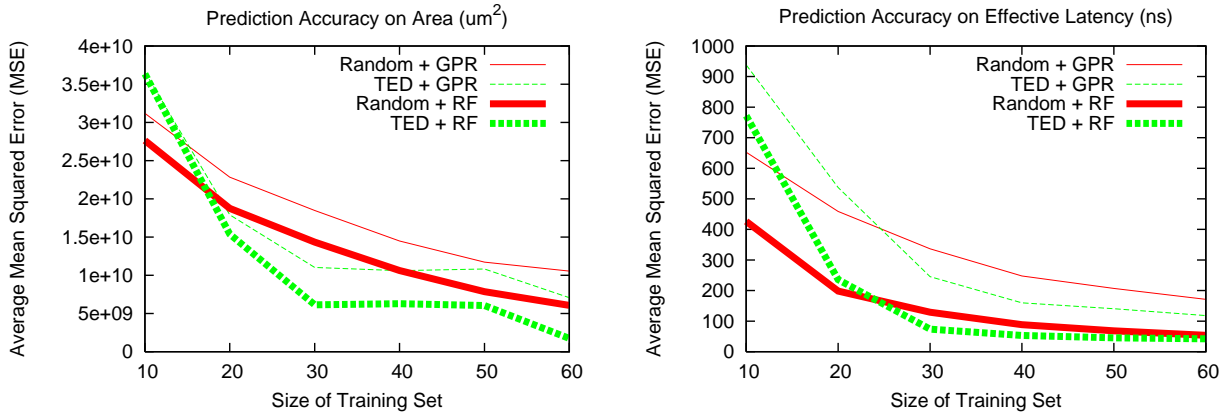 Prediction Accuracy on Area (um²)
Average Mean Squared Error (MSE)
4e+10
3.5e+10
3e+10
2.5e+10
2e+10
1.5e+10
1e+10
5e+09
0
Random + GPR
TED + GPR
Random + RF
TED + RF
10 20 30 40 50 60
Size of Training Set
Prediction Accuracy on Effective Latency (ns)
Average Mean Squared Error (MSE)
1000
900
800
700
600
500
400
300
200
100
0
Random + GPR
TED + GPR
Random + RF
TED + RF
10 20 30 40 50 60
Size of Training Set